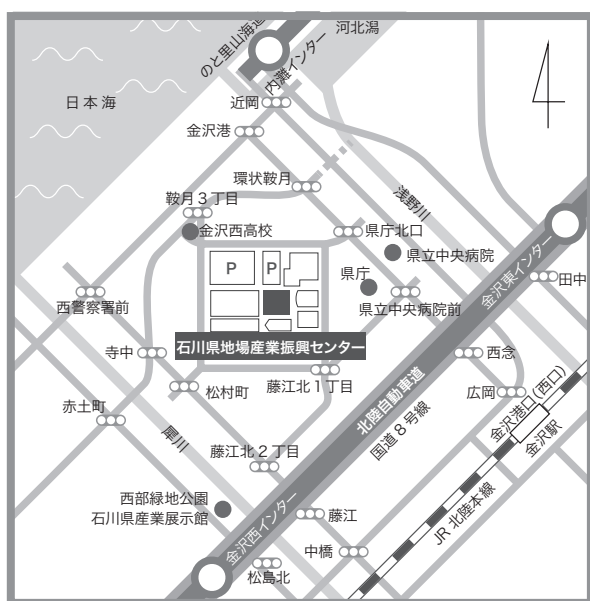 のと里山海道
河北潟
内灘インター
日本海
近岡
金沢港
環状鞍月
浅野川
鞍月3丁目
金沢西高校
県庁北口
県立中央病院
P
P
県庁
金沢東インター
田中
西警察署前
県立中央病院前
石川県地場産業振興センター
寺中
西念
松村町
藤江北1丁目
北陸自動車道
広岡
赤土町
国道8号線
金沢港口(西口)
金沢駅
犀川
藤江北2丁目
西部緑地公園
石川県産業展示館
金沢西インター
藤江
JR 北陸本線
中橋
松島北